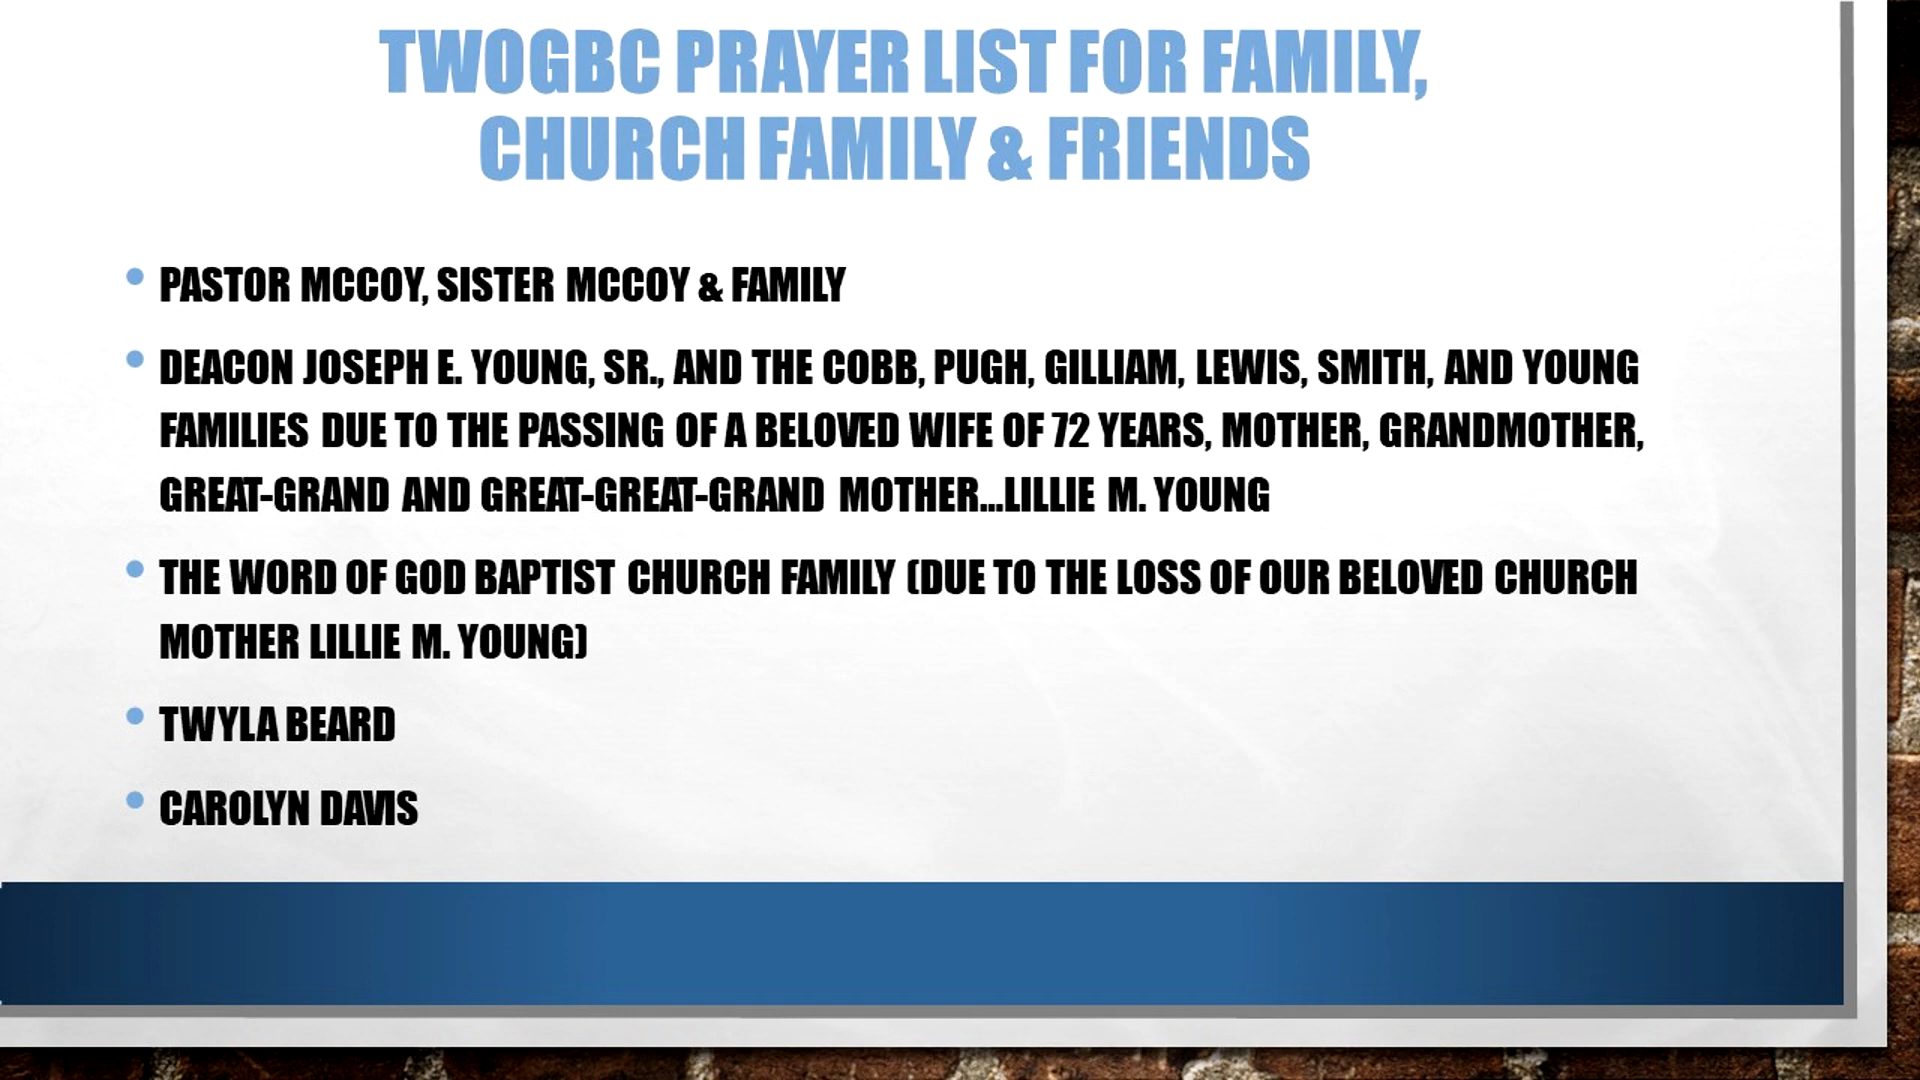 TWOGBC PRAYER LIST FOR FAMILY,
CHURCH FAMILY & FRIENDS
• PASTOR MCCOY, SISTER MCCOY & FAMILY
• DEACON JOSEPH E. YOUNG, SR., AND THE COBB, PUGH, GILLIAM, LEWIS, SMITH, AND YOUNG
FAMILIES DUE TO THE PASSING OF A BELOVED WIFE OF 72 YEARS, MOTHER, GRANDMOTHER,
GREAT-GRAND AND GREAT-GREAT-GRAND MOTHER...LILLIE M. YOUNG
• THE WORD OF GOD BAPTIST CHURCH FAMILY (DUE TO THE LOSS OF OUR BELOVED CHURCH
MOTHER LILLIE M. YOUNG)
• TWYLA BEARD
• CAROLYN DAVIS